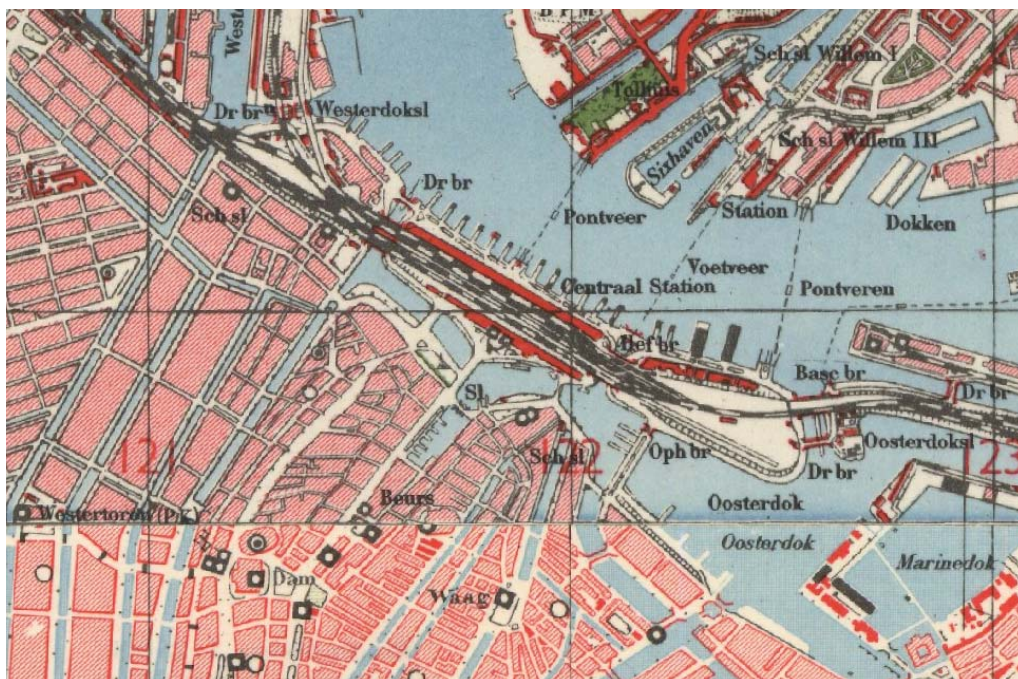 B P M
West
Sch sl Willem I
Tolhuis
Dr br
Westerdoksl
Sixhaven
Sch sl Willem III
Dr br
Sch sl
Pontveer
Station
Dokken
Voetveer
Centraal Station
Pontveren
Hef br
Basc br
Sl
Dr br
121
Sch sl
122
Oph br
Oosterdoksl
Dr br
123
Beurs
Oosterdok
Westertoren (P.K)
Oosterdok
Marinedok
Dam
Waag